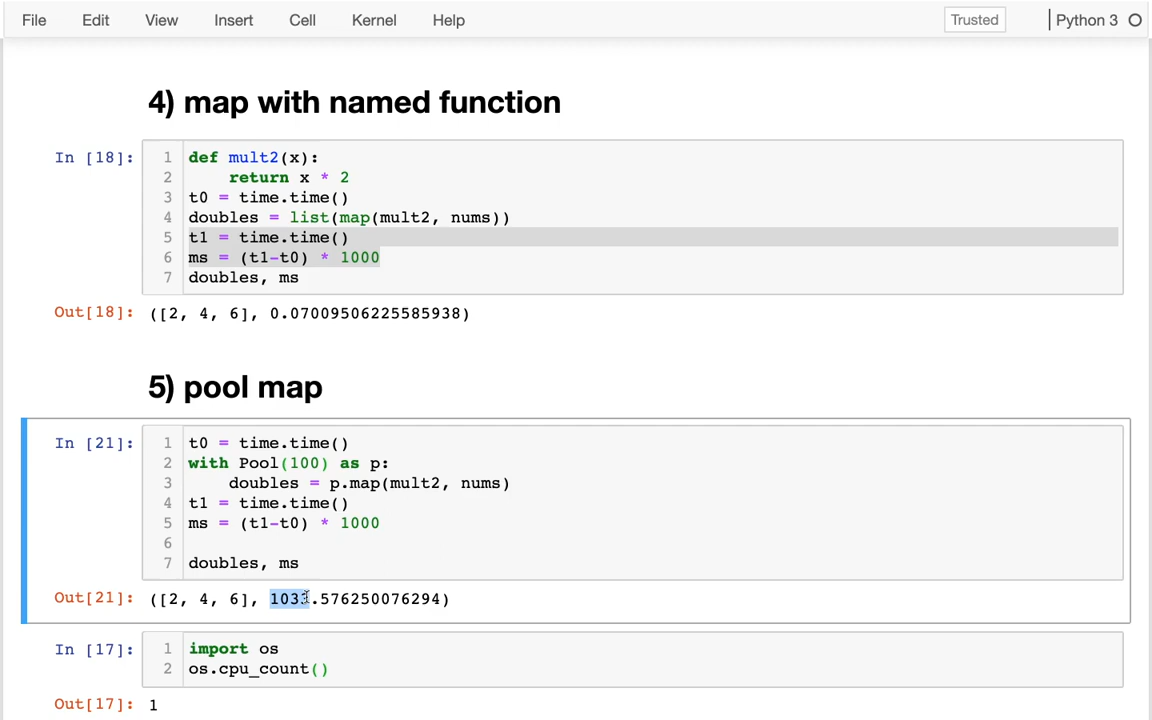 File Edit View Insert Cell Kernel Help Trusted Python 3
4) map with named function
In [18]:
1 def mult2(x):
2 return x * 2
3 t0 = time.time()
4 doubles = list(map(mult2, nums))
5 t1 = time.time()
6 ms = (t1-t0) * 1000
7 doubles, ms
Out[18]: ([2, 4, 6], 0.07009506225585938)
5) pool map
In [21]:
1 t0 = time.time()
2 with Pool(100) as p:
3 doubles = p.map(mult2, nums)
4 t1 = time.time()
5 ms = (t1-t0) * 1000
6
7 doubles, ms
Out[21]: ([2, 4, 6], .576250076294)
In [17]:
1 import os
2 os.cpu_count()
Out[17]: 1